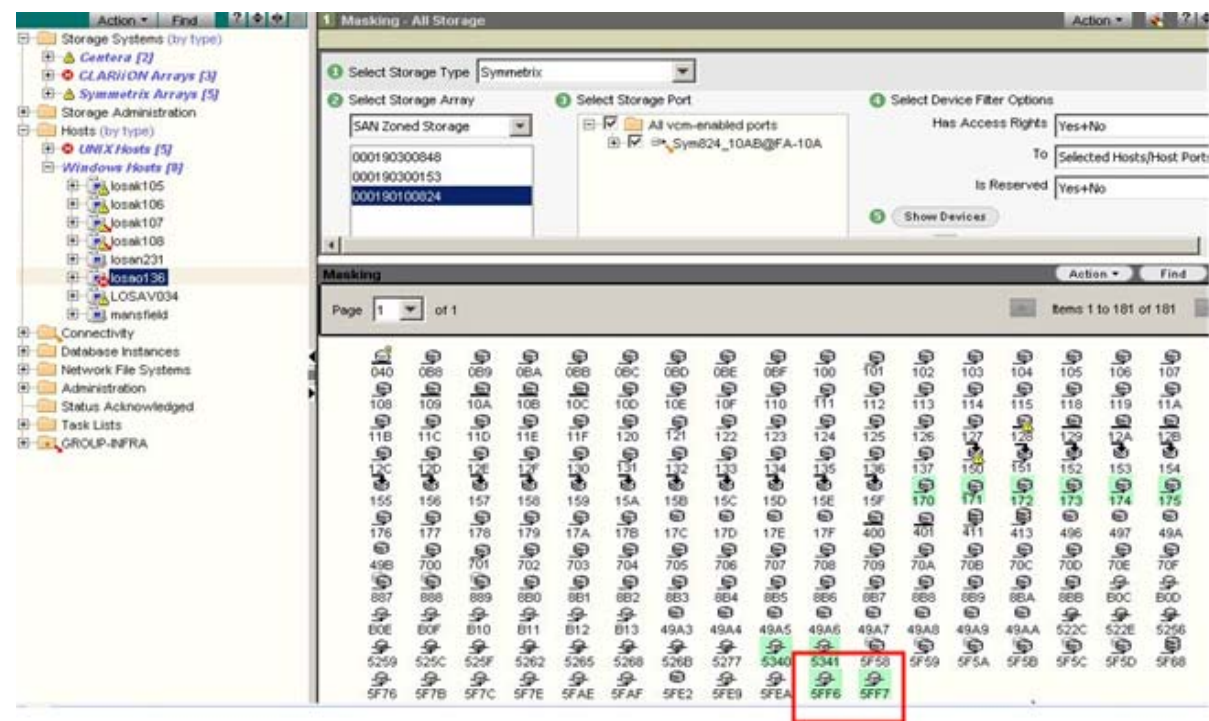 Action Find ?
Storage Systems (by type)
Centera [2]
CLARiiON Arrays [3]
Symmetrix Arrays [5]
Storage Administration
Hosts (by type)
UNIX Hosts [5]
Windows Hosts [8]
losak105
losak106
losak107
losak108
losan231
losao136
LOSAV034
mansfield
Connectivity
Database Instances
Network File Systems
Administration
Status Acknowledged
Task Lists
GROUP-INFRA
1 Masking - All Storage Action ?
1 Select Storage Type Symmetrix
2 Select Storage Array
SAN Zoned Storage
000190300848
000190300153
000190100824
3 Select Storage Port
All vcm-enabled ports
Sym824_10AB@FA-10A
4 Select Device Filter Options
Has Access Rights Yes+No
To Selected Hosts/Host Ports
Is Reserved Yes+No
5 Show Devices
Masking Action Find
Page 1 of 1 Items 1 to 181 of 181
040 0B8 0B9 0BA 0BB 0BC 0BD 0BE 0BF 100 101 102 103 104 105 106 107
108 109 10A 10B 10C 10D 10E 10F 110 111 112 113 114 115 118 119 11A
11B 11C 11D 11E 11F 120 121 122 123 124 125 126 127 128 129 12A 12B
12C 12D 12E 12F 130 131 132 133 134 135 136 137 150 151 152 153 154
155 156 157 158 159 15A 15B 15C 15D 15E 15F 170 171 172 173 174 175
176 177 178 179 17A 17B 17C 17D 17E 17F 400 401 411 413 496 497 49A
49B 700 701 702 703 704 705 706 707 708 709 70A 70B 70C 70D 70E 70F
887 888 889 8B0 8B1 8B2 8B3 8B4 8B5 8B6 8B7 8B8 8B9 8BA 8BB B0C B0D
B0E B0F B10 B11 B12 B13 49A3 49A4 49A5 49A6 49A7 49A8 49A9 49AA 522C 522E 5256
5259 525C 525F 5262 5265 5268 526B 5277 5340 5341 5F58 5F59 5F5A 5F5B 5F5C 5F5D 5F68
5F76 5F7B 5F7C 5F7E 5FAE 5FAF 5FE2 5FE9 5FEA 5FF6 5FF7